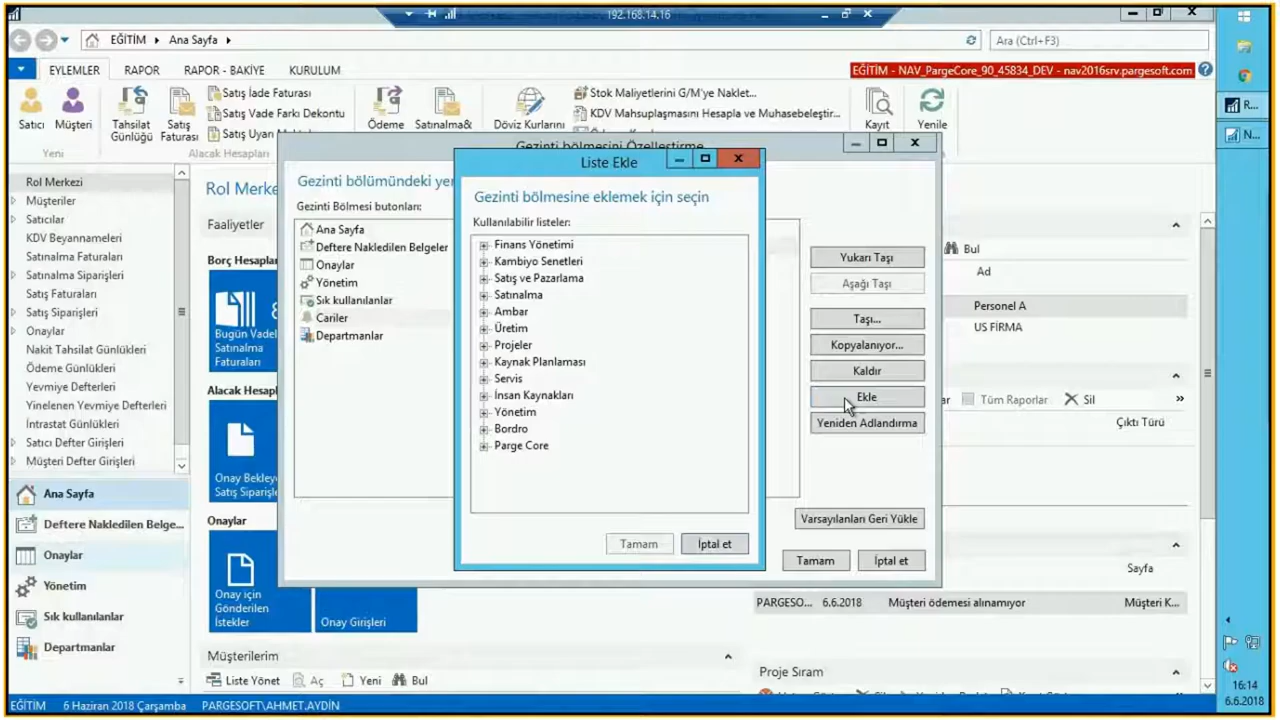 192.168.14.16
EĞİTİM
Ana Sayfa
Ara (Ctrl+F3)
EYLEMLER
RAPOR
RAPOR - BAKİYE
KURULUM
EĞİTİM - NAV_PargeCore_90_45834_DEV - nav2016srv.pargesoft.com
Satıcı
Müşteri
Tahsilat Günlüğü
Satış Faturası
Satış İade Faturası
Satış Vade Farkı Dekontu
Satış Uyarı
Ödeme
Satınalma&
Döviz Kurlarını
Stok Maliyetlerini G/M'ye Naklet...
KDV Mahsuplaşmasını Hesapla ve Muhasebeleştir...
Kayıt
Yenile
Yeni
Alacak Hesapları
R...
N...
Rol Merkezi
Müşteriler
Satıcılar
KDV Beyannameleri
Satınalma Faturaları
Satınalma Siparişleri
Satış Faturaları
Satış Siparişleri
Onaylar
Nakit Tahsilat Günlükleri
Ödeme Günlükleri
Yevmiye Defterleri
Yinelenen Yevmiye Defterleri
İntrastat Günlükleri
Satıcı Defter Girişleri
Müşteri Defter Girişleri
Ana Sayfa
Deftere Nakledilen Belge...
Onaylar
Yönetim
Sık kullanılanlar
Departmanlar
Rol Merke
Faaliyetler
Borç Hesapla
Bugün Vadel
Satınalma
Faturaları
Alacak Hesapl
Onay Bekley
Satış Siparişle
Onaylar
Onay için
Gönderilen
İstekler
Onay Girişleri
Müşterilerim
Liste Yönet
Aç
Yeni
Bul
Gezinti bölmesini Özelleştirme
Gezinti bölümündeki yer
Gezinti Bölmesi butonları:
Ana Sayfa
Deftere Nakledilen Belgeler
Onaylar
Yönetim
Sık kullanılanlar
Cariler
Departmanlar
Liste Ekle
Gezinti bölmesine eklemek için seçin
Kullanılabilir listeler:
Finans Yönetimi
Kambiyo Senetleri
Satış ve Pazarlama
Satınalma
Ambar
Üretim
Projeler
Kaynak Planlaması
Servis
İnsan Kaynakları
Yönetim
Bordro
Parge Core
Tamam
İptal et
Yukarı Taşı
Aşağı Taşı
Taşı...
Kopyalanıyor...
Kaldır
Ekle
Yeniden Adlandırma
Varsayılanları Geri Yükle
Tamam
İptal et
Bul
Ad
Personel A
US FİRMA
ar
Tüm Raporlar
Sil
Çıktı Türü
Sayfa
PARGESO...
6.6.2018
Müşteri ödemesi alınamıyor
Müşteri K...
Proje Sıram
EĞİTİM
6 Haziran 2018 Çarşamba
PARGESOFT\AHMET.AYDİN
16:14
6.6.2018